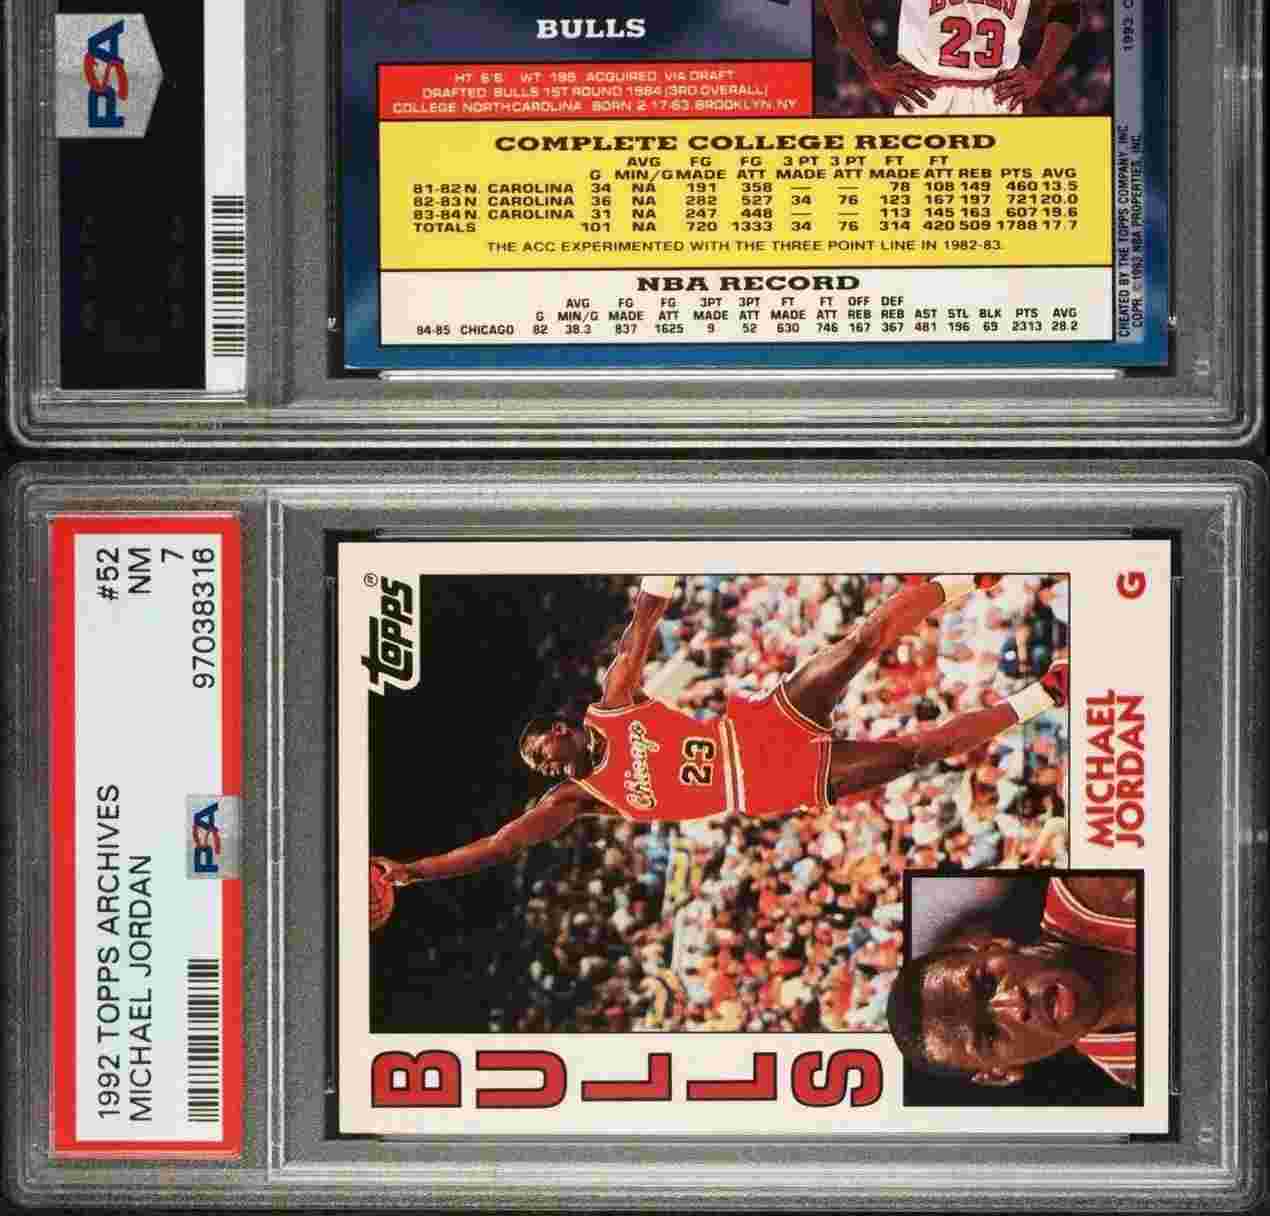 PSA
BULLS
23
1993 C
HT 6'6 WT 198 ACQUIRED VIA DRAFT
DRAFTED BULLS 1ST ROUND 1984 (3RD OVERALL)
COLLEGE NORTH CAROLINA BORN 2-17-63, BROOKLYN, NY
COMPLETE COLLEGE RECORD
G AVG MIN/G FG MADE FG ATT 3 PT MADE 3 PT ATT FT MADE FT ATT REB PTS AVG
81-82 N. CAROLINA 34 NA 191 358 — — 78 108 149 460 13.5
82-83 N. CAROLINA 36 NA 282 527 34 76 123 167 197 721 20.0
83-84 N. CAROLINA 31 NA 247 448 — — 113 145 163 607 19.6
TOTALS 101 NA 720 1333 34 76 314 420 509 1788 17.7
THE ACC EXPERIMENTED WITH THE THREE POINT LINE IN 1982-83.
NBA RECORD
G AVG MIN/G FG MADE FG ATT 3PT MADE 3PT ATT FT MADE FT ATT OFF REB DEF REB AST STL BLK PTS AVG
84-85 CHICAGO 82 38.3 837 1625 9 52 630 746 167 367 481 196 69 2313 28.2
CREATED BY THE TOPPS COMPANY, INC
COPR. © 1993 NBA PROPERTIES, INC.
1992 TOPPS ARCHIVES #52
MICHAEL JORDAN NM
7
PSA 97038316
BULLS
Topps®
Chicago
23
MICHAEL
JORDAN
G